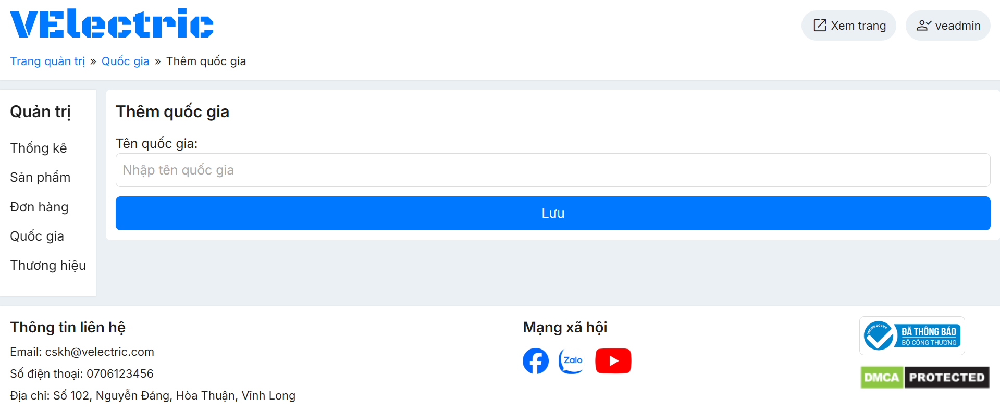 VElectric
Xem trang
veadmin
Trang quản trị » Quốc gia » Thêm quốc gia
Quản trị
Thống kê
Sản phẩm
Đơn hàng
Quốc gia
Thương hiệu
Thêm quốc gia
Tên quốc gia:
Nhập tên quốc gia
Lưu
Thông tin liên hệ
Email: cskh@velectric.com
Số điện thoại: 0706123456
Địa chỉ: Số 102, Nguyễn Đáng, Hòa Thuận, Vĩnh Long
Mạng xã hội
Zalo
ONLINE.GOV.VN
ĐÃ THÔNG BÁO
BỘ CÔNG THƯƠNG
DMCA PROTECTED